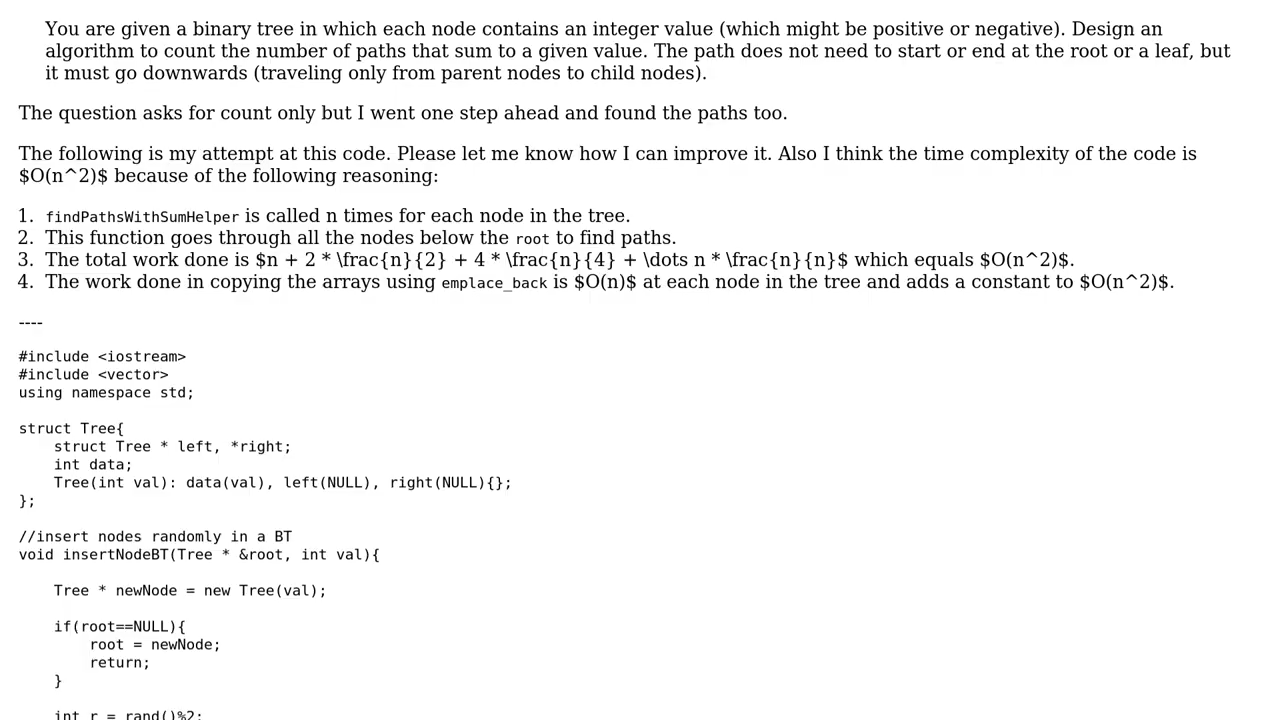 You are given a binary tree in which each node contains an integer value (which might be positive or negative). Design an
algorithm to count the number of paths that sum to a given value. The path does not need to start or end at the root or a leaf, but
it must go downwards (traveling only from parent nodes to child nodes).
The question asks for count only but I went one step ahead and found the paths too.
The following is my attempt at this code. Please let me know how I can improve it. Also I think the time complexity of the code is
$O(n^2)$ because of the following reasoning:
1. findPathsWithSumHelper is called n times for each node in the tree.
2. This function goes through all the nodes below the root to find paths.
3. The total work done is $n + 2 * \frac{n}{2} + 4 * \frac{n}{4} + \dots n * \frac{n}{n}$ which equals $O(n^2)$.
4. The work done in copying the arrays using emplace_back is $O(n)$ at each node in the tree and adds a constant to $O(n^2)$.
----
#include <iostream>
#include <vector>
using namespace std;
struct Tree{
    struct Tree * left, *right;
    int data;
    Tree(int val): data(val), left(NULL), right(NULL){};
};
//insert nodes randomly in a BT
void insertNodeBT(Tree * &root, int val){
    Tree * newNode = new Tree(val);
    if(root==NULL){
        root = newNode;
        return;
    }
    int r = rand()%2;